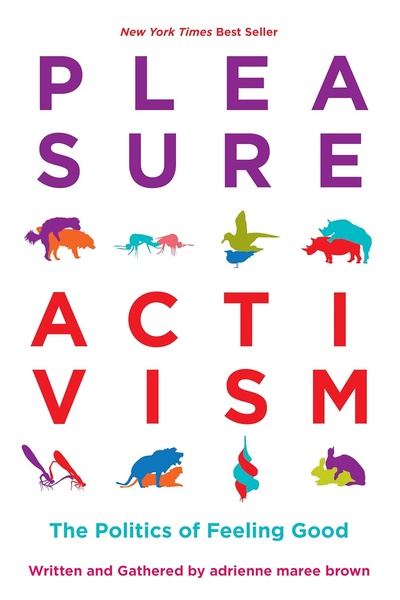 New York Times Best Seller
PLEA
SURE
ACTI
VISM
The Politics of Feeling Good
Written and Gathered by adrienne maree brown